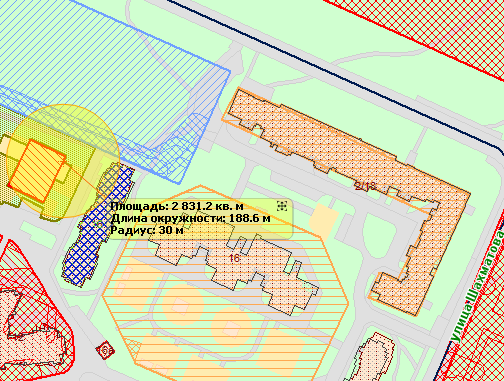 2/18
Площадь: 2 831.2 кв. м
Длина окружности: 188.6 м
Радиус: 30 м
16
улица Шахматова